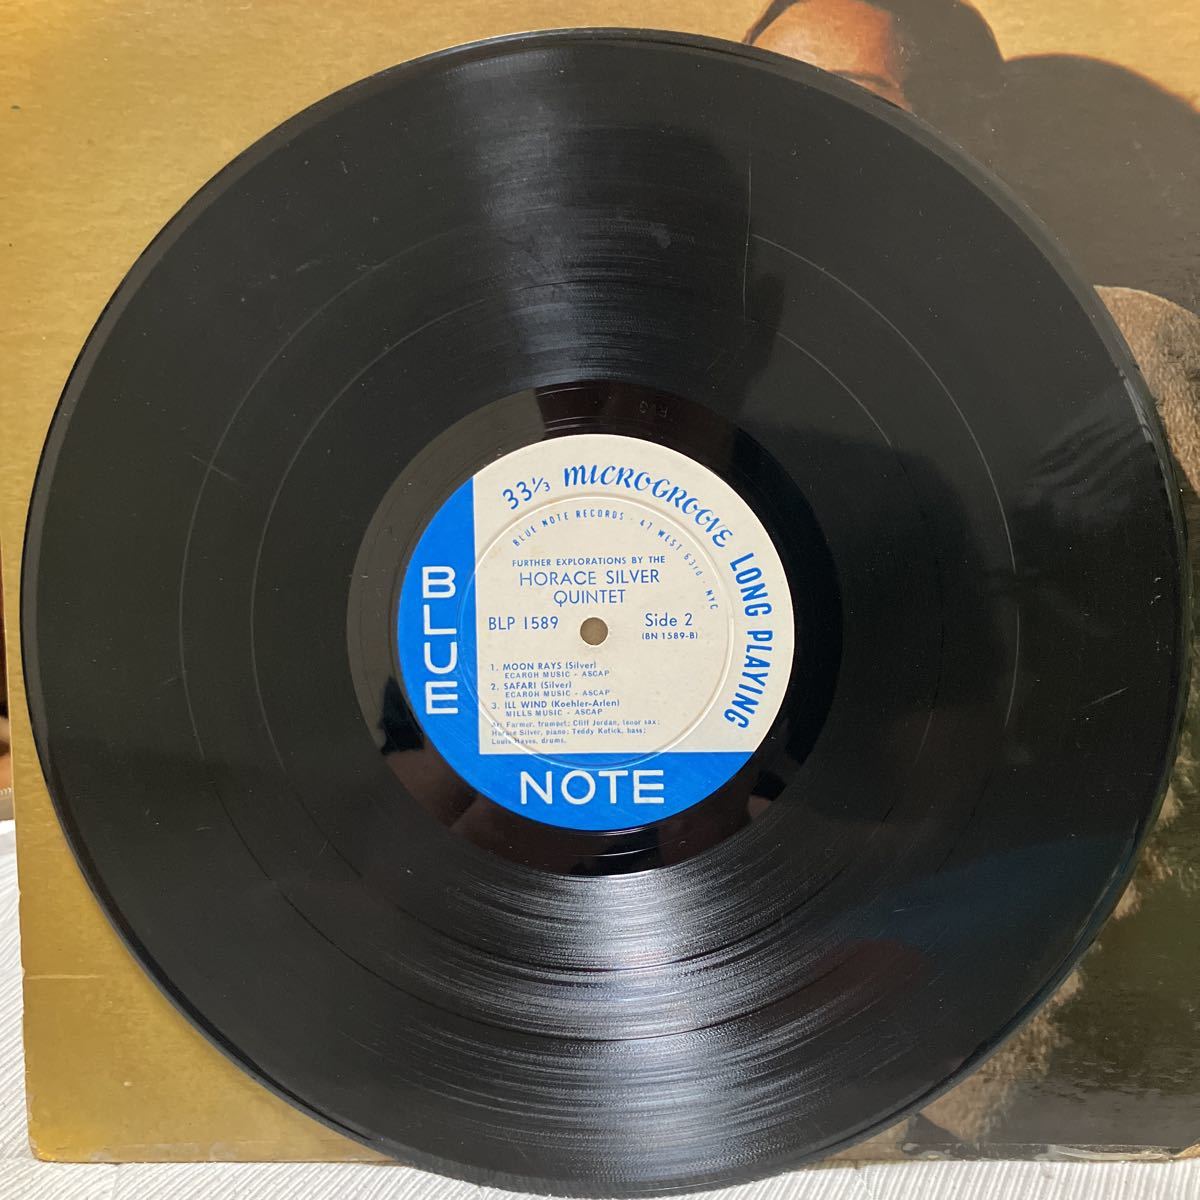 33⅓ MICROGROOVE LONG PLAYING
BLUE NOTE RECORDS · 47 WEST 63rd · NYC
FURTHER EXPLORATIONS BY THE
HORACE SILVER
QUINTET
BLP 1589
Side 2
(BN 1589-B)
1. MOON RAYS (Silver)
ECAROH MUSIC - ASCAP
2. SAFARI (Silver)
ECAROH MUSIC - ASCAP
3. ILL WIND (Koehler-Arlen)
MILLS MUSIC - ASCAP
Art Farmer, trumpet; Cliff Jordan, tenor sax;
Horace Silver, piano; Teddy Kotick, bass;
Louis Hayes, drums.
BLUE
NOTE